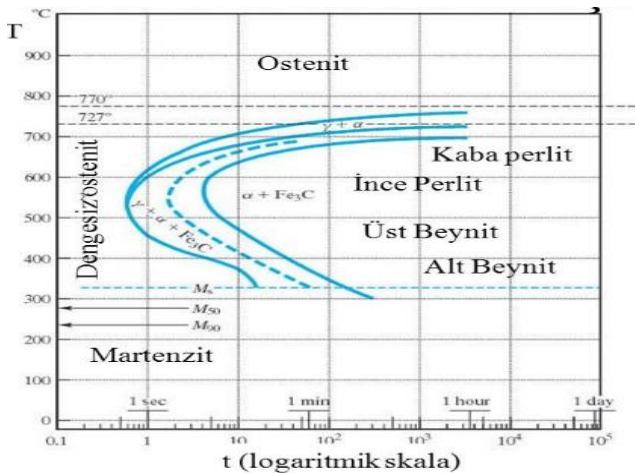 °C
T
900
Ostenit
800
770°
727°
700
γ + α
Kaba perlit
600
α + Fe₃C
İnce Perlit
500
Dengesiz ostenit
γ + α + Fe₃C
Üst Beynit
400
Alt Beynit
Mₛ
300
M₅₀
M₉₀
200
Martenzit
100
1 sec
1 min
1 hour
1 day
0
0.1
1
10
10²
10³
10⁴
10⁵
t (logaritmik skala)